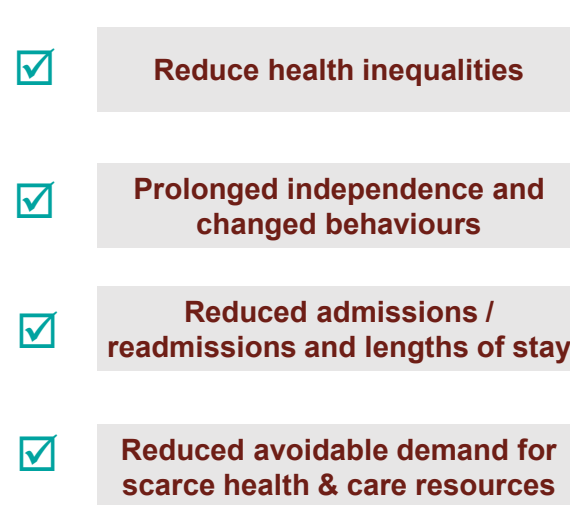 Reduce health inequalities
Prolonged independence and
changed behaviours
Reduced admissions /
readmissions and lengths of stay
Reduced avoidable demand for
scarce health & care resources